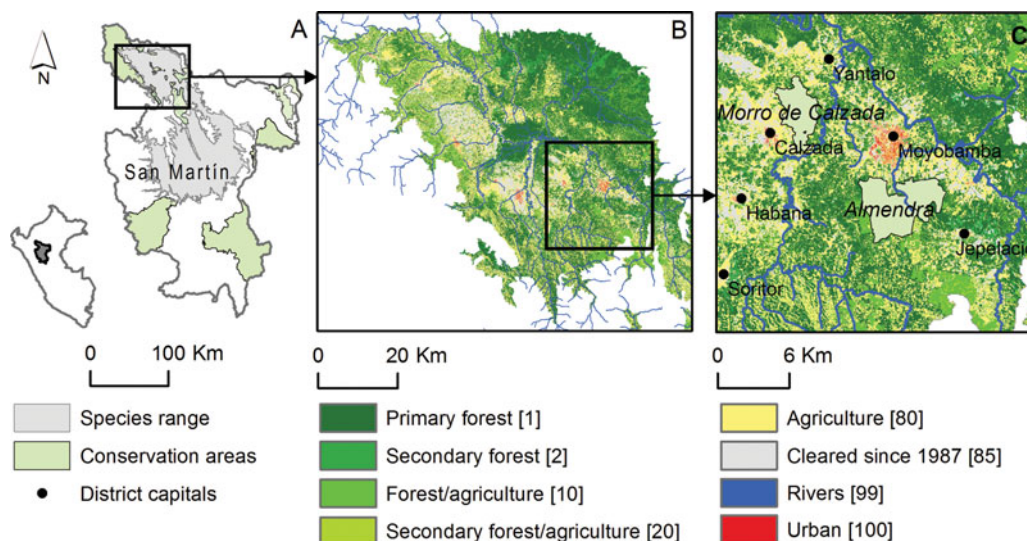 A
B
C
N
San Martín
Yantalo
Morro de Calzada
Calzada
Moyobamba
Habana
Almendra
Jepelacio
Soritor
0 100 Km
0 20 Km
0 6 Km
Species range
Conservation areas
District capitals
Primary forest [1]
Secondary forest [2]
Forest/agriculture [10]
Secondary forest/agriculture [20]
Agriculture [80]
Cleared since 1987 [85]
Rivers [99]
Urban [100]